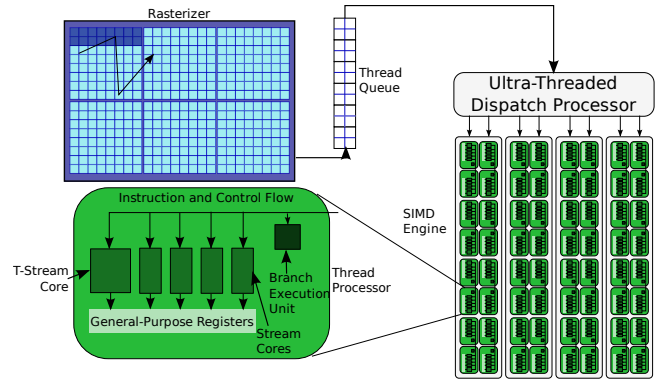 Rasterizer
Thread
Queue
Ultra-Threaded
Dispatch Processor
Instruction and Control Flow
SIMD
Engine
T-Stream
Core
Branch
Execution
Unit
Thread
Processor
General-Purpose Registers
Stream
Cores